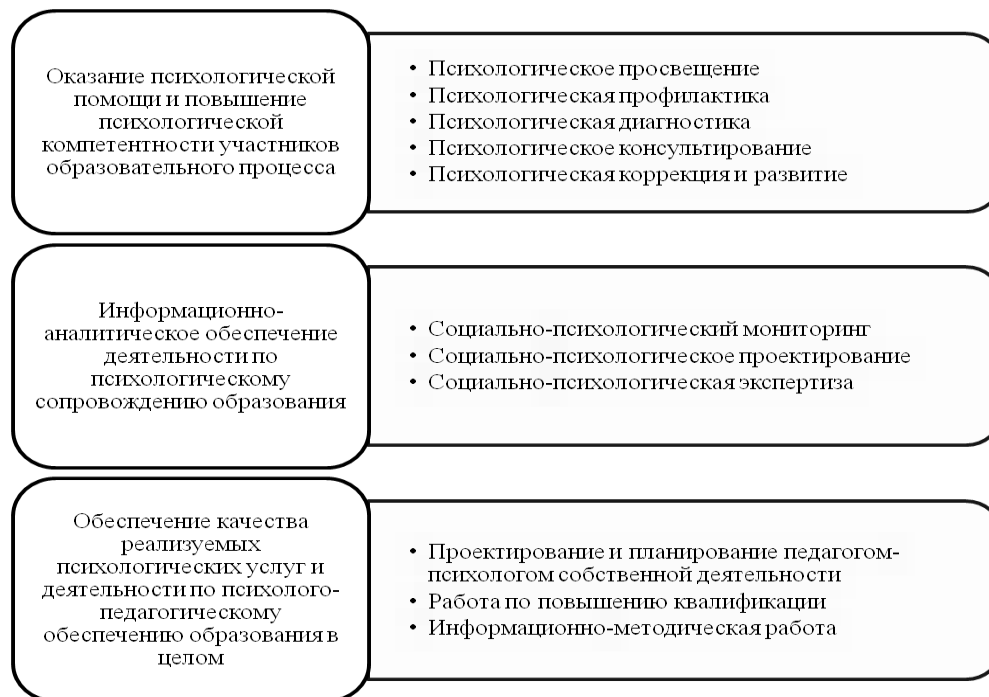 Оказание психологической
помощи и повышение
психологической
компетентности участников
образовательного процесса
• Психологическое просвещение
• Психологическая профилактика
• Психологическая диагностика
• Психологическое консультирование
• Психологическая коррекция и развитие
Информационно-
аналитическое обеспечение
деятельности по
психологическому
сопровождению образования
• Социально-психологический мониторинг
• Социально-психологическое проектирование
• Социально-психологическая экспертиза
Обеспечение качества
реализуемых
психологических услуг и
деятельности по психолого-
педагогическому
обеспечению образования в
целом
• Проектирование и планирование педагогом-
психологом собственной деятельности
• Работа по повышению квалификации
• Информационно-методическая работа